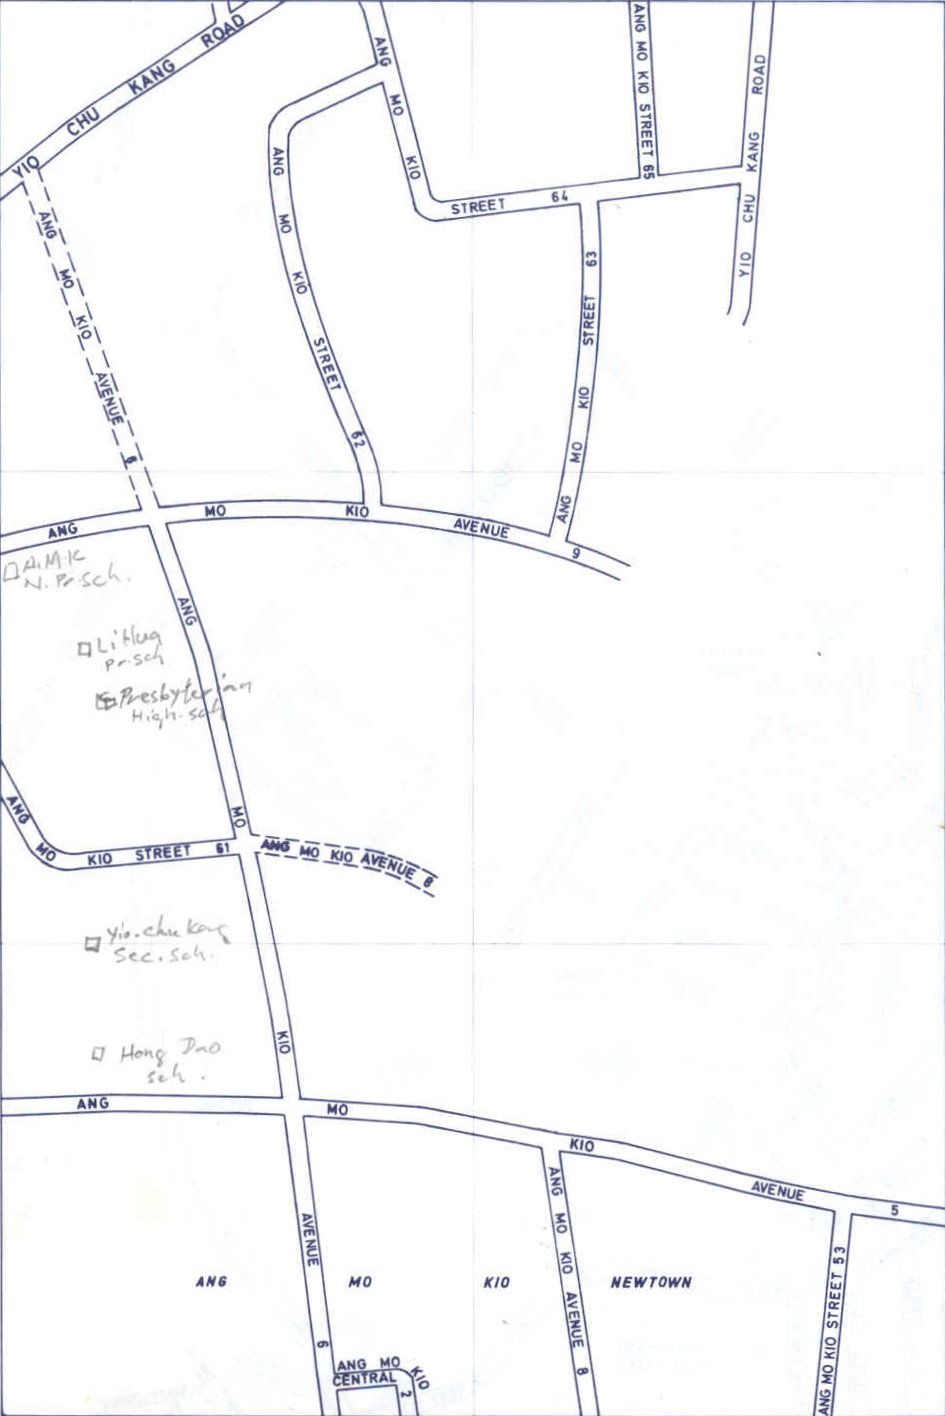 YIO CHU KANG ROAD
ANG MO KIO STREET 64
ANG MO KIO STREET 65
YIO CHU KANG ROAD
ANG MO KIO AVENUE 6
ANG MO KIO STREET 62
ANG MO KIO STREET 63
ANG MO KIO AVENUE 9
A.M.K
N. Pr. Sch.
Li Hua
pr. sch
Presbyterian
High. sch
ANG MO KIO STREET 61
ANG MO KIO AVENUE 8
Yio. chu Kang
Sec. Sch.
Hong Dao
sch.
ANG MO KIO AVENUE 5
ANG MO KIO AVENUE 6
ANG MO KIO AVENUE 8
ANG MO KIO STREET 53
ANG MO KIO NEWTOWN
ANG MO KIO
CENTRAL 2